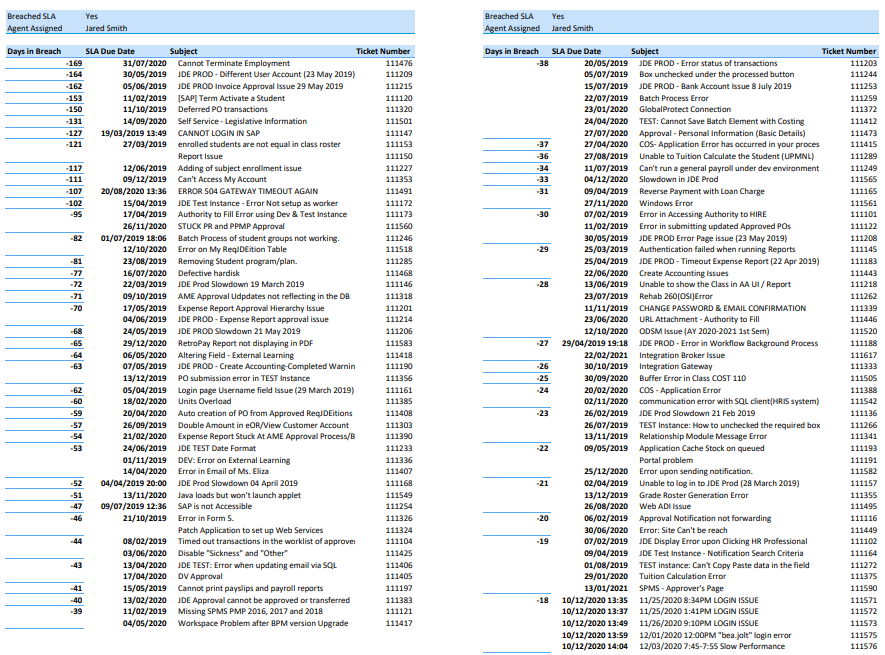 Breached SLA Yes
Agent Assigned Jared Smith
Days in Breach SLA Due Date Subject Ticket Number
-169 31/07/2020 Cannot Terminate Employment 111476
-164 30/05/2019 JDE PROD - Different User Account (23 May 2019) 111209
-162 05/06/2019 JDE PROD Invoice Approval Issue 29 May 2019 111215
-153 11/02/2020 [SAP] Term Activate a Student 111120
-150 11/10/2019 Deferred PO transactions 111320
-131 14/09/2020 Self Service - Legislative Information 111501
-127 19/03/2019 13:49 CANNOT LOGIN IN SAP 111147
-121 27/03/2019 enrolled students are not equal in class roster 111153
Report Issue 111150
-117 12/06/2019 Adding of subject enrollment issue 111227
-111 09/12/2019 Can't Access My Account 111353
-107 20/08/2020 13:36 ERROR 504 GATEWAY TIMEOUT AGAIN 111491
-102 15/04/2019 JDE Test Instance - Error Not setup as worker 111172
-95 17/04/2019 Authority to Fill Error using Dev & Test Instance 111173
26/11/2020 STUCK PR and PPMP Approval 111560
-82 01/07/2019 18:06 Batch Process of student groups not working. 111246
12/10/2020 Error on My ReqJDEition Table 111518
-81 23/08/2019 Removing Student program/plan. 111285
-77 16/07/2020 Defective hardisk 111468
-72 22/03/2019 JDE Prod Slowdown 19 March 2019 111146
-71 09/10/2019 AME Approval Udpdates not reflecting in the DB 111318
-70 17/05/2019 Expense Report Approval Hierarchy Issue 111201
04/06/2019 JDE PROD - Expense Report approval issue 111214
-68 24/05/2019 JDE PROD Slowdown 21 May 2019 111206
-65 29/12/2020 RetroPay Report not displaying in PDF 111583
-64 06/05/2020 Altering Field - External Learning 111418
-63 07/05/2019 JDE PROD - Create Accounting-Completed Warnin 111190
13/12/2019 PO submission error in TEST Instance 111356
-62 05/04/2019 Login page Username field Issue (29 March 2019) 111161
-60 18/02/2020 Units Overload 111385
-59 20/04/2020 Auto creation of PO from Approved ReqJDEitions 111408
-57 26/09/2019 Double Amount in eOR/View Customer Account 111303
-54 21/02/2020 Expense Report Stuck At AME Approval Process/B 111390
-53 24/06/2019 JDE TEST Date Format 111233
01/11/2019 DEV: Error on External Learning 111336
14/04/2020 Error in Email of Ms. Eliza 111407
-52 04/04/2019 20:00 JDE Prod Slowdown 04 April 2019 111168
-51 13/11/2020 Java loads but won't launch applet 111549
-47 09/07/2019 12:36 SAP is not Accessible 111254
-46 21/10/2019 Error in Form 5. 111326
Patch Application to set up Web Services 111324
-44 08/02/2019 Timed out transactions in the worklist of approver 111104
03/06/2020 Disable "Sickness" and "Other" 111425
-43 13/04/2020 JDE TEST: Error when updating email via SQL 111406
17/04/2020 DV Approval 111405
-41 15/05/2019 Cannot print payslips and payroll reports 111197
-40 13/02/2020 JDE Approval cannot be approved or transferred 111383
-39 11/02/2019 Missing SPMS PMP 2016, 2017 and 2018 111121
04/05/2020 Workspace Problem after BPM version Upgrade 111417
Breached SLA Yes
Agent Assigned Jared Smith
Days in Breach SLA Due Date Subject Ticket Number
-38 20/05/2019 JDE PROD - Error status of transactions 111203
05/07/2019 Box unchecked under the processed button 111244
15/07/2019 JDE PROD - Bank Account Issue 8 July 2019 111253
22/07/2019 Batch Process Error 111259
23/01/2020 GlobalProtect Connection 111372
24/04/2020 TEST: Cannot Save Batch Element with Costing 111412
27/07/2020 Approval - Personal Information (Basic Details) 111473
-37 27/04/2020 COS- Application Error has occurred in your proces 111415
-36 27/08/2019 Unable to Tuition Calculate the Student (UPMNL) 111289
-34 11/07/2019 Can't run a general payroll under dev environment 111249
-33 04/12/2020 Slowdown in JDE Prod 111565
-31 09/04/2019 Reverse Payment with Loan Charge 111165
27/11/2020 Windows Error 111561
-30 07/02/2019 Error in Accessing Authority to HIRE 111101
11/02/2019 Error in submitting updated Approved POs 111122
30/05/2019 JDE PROD Error Page issue (23 May 2019) 111208
-29 25/03/2019 Authentication failed when running Reports 111145
25/04/2019 JDE PROD - Timeout Expense Report (22 Apr 2019) 111183
22/06/2020 Create Accounting Issues 111443
-28 13/06/2019 Unable to show the Class in AA UI / Report 111218
23/07/2019 Rehab 260(OSI)Error 111262
11/11/2019 CHANGE PASSWORD & EMAIL CONFIRMATION 111339
23/06/2020 URL Attachment - Authority to Fill 111446
12/10/2020 ODSM Issue (AY 2020-2021 1st Sem) 111520
-27 29/04/2019 19:18 JDE PROD - Error in Workflow Background Process 111188
22/02/2021 Integration Broker Issue 111617
-26 30/10/2019 Integration Gateway 111333
-25 30/09/2020 Buffer Error in Class COST 110 111505
-24 20/02/2020 COS - Application Error 111388
02/11/2020 communication error with SQL client(HRIS system) 111542
-23 26/02/2019 JDE Prod Slowdown 21 Feb 2019 111136
26/07/2019 TEST Instance: How to unchecked the required box 111266
13/11/2019 Relationship Module Message Error 111341
-22 09/05/2019 Application Cache Stock on queued 111193
Portal problem 111191
25/12/2020 Error upon sending notification. 111582
-21 02/04/2019 Unable to log in to JDE Prod (28 March 2019) 111157
13/12/2019 Grade Roster Generation Error 111355
26/08/2020 Web ADI Issue 111495
-20 06/02/2019 Approval Notification not forwarding 111116
30/06/2020 Error: Site Can't be reach 111449
-19 07/02/2019 JDE Display Error upon Clicking HR Professional 111102
09/04/2019 JDE Test Instance - Notification Search Criteria 111164
01/08/2019 TEST instance: Can't Copy Paste data in the field 111272
29/01/2020 Tuition Calculation Error 111375
13/01/2021 SPMS - Approver's Page 111590
-18 10/12/2020 13:35 11/25/2020 8:34PM LOGIN ISSUE 111571
10/12/2020 13:37 11/25/2020 1:41PM LOGIN ISSUE 111572
10/12/2020 13:49 11/26/2020 9:10PM LOGIN ISSUE 111573
10/12/2020 13:59 12/01/2020 12:00PM "bea.jolt" login error 111575
10/12/2020 14:04 12/03/2020 7:45-7:55 Slow Performance 111576